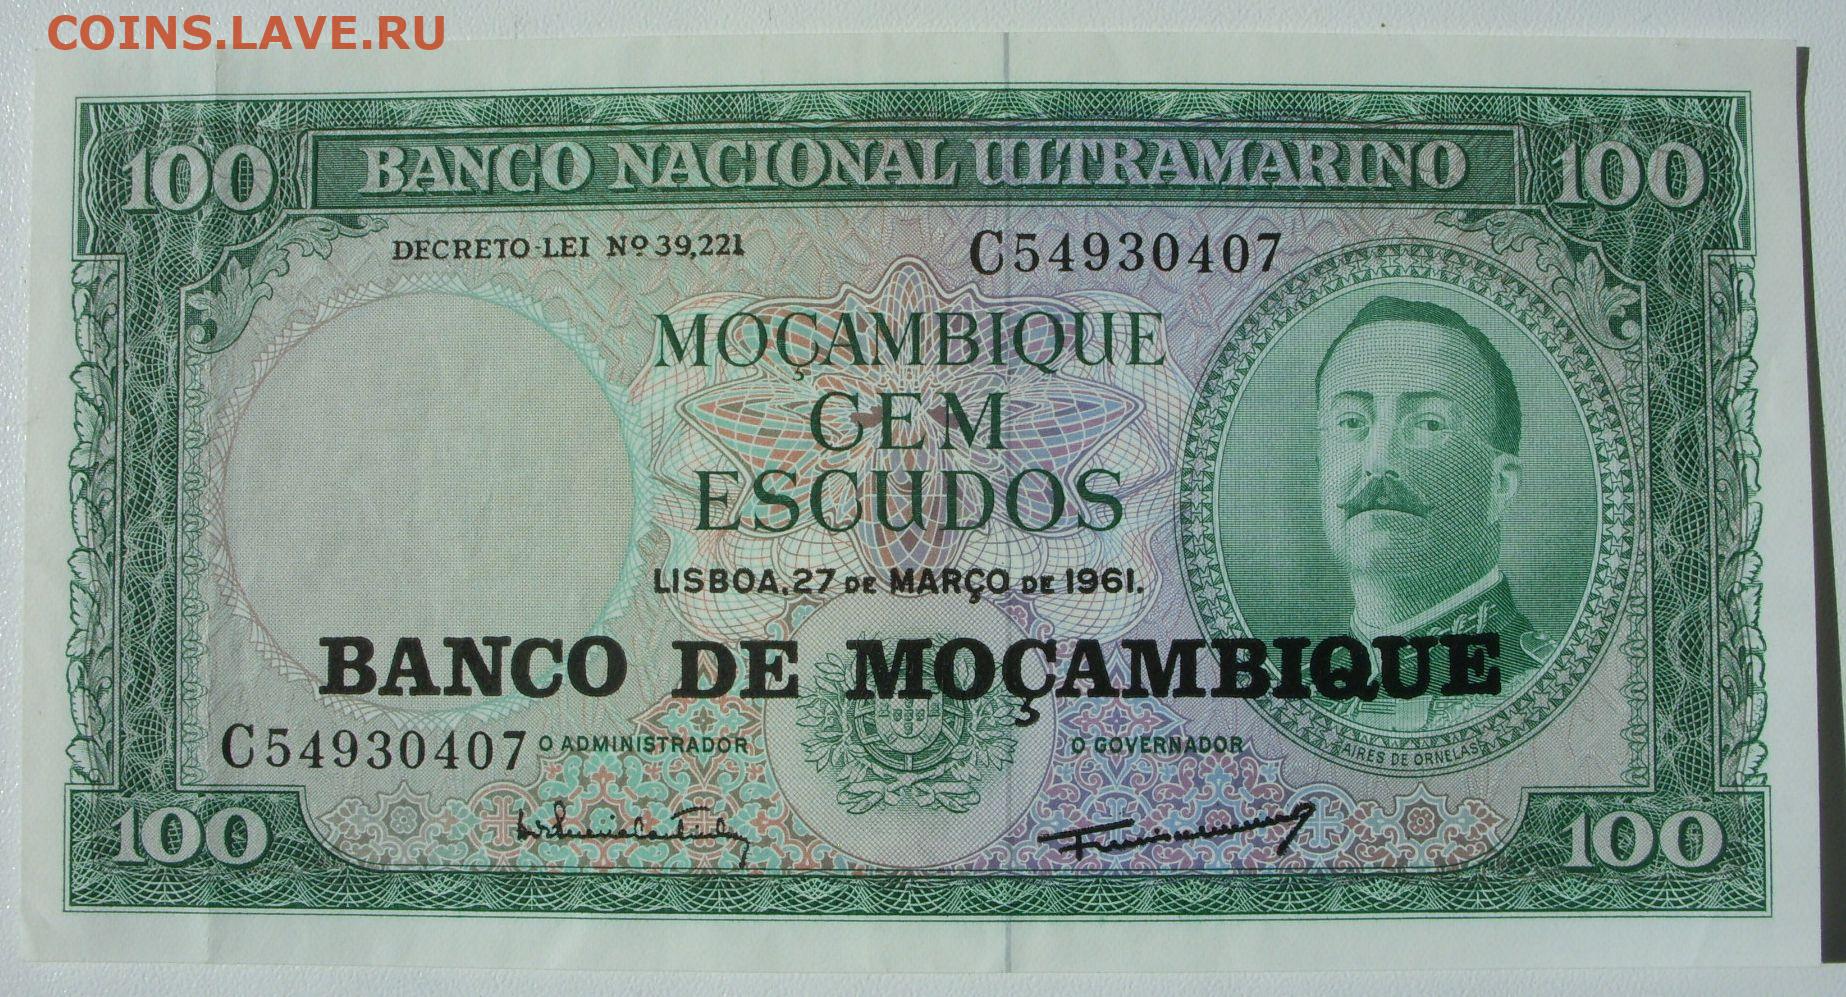 COINS.LAVE.RU
100 BANCO NACIONAL ULTRAMARINO 100
DECRETO-LEI Nº 39,221 C54930407
MOÇAMBIQUE
CEM
ESCUDOS
LISBOA, 27 DE MARÇO DE 1961.
BANCO DE MOÇAMBIQUE
C54930407 O ADMINISTRADOR O GOVERNADOR
AIRES DE ORNELAS
100 100